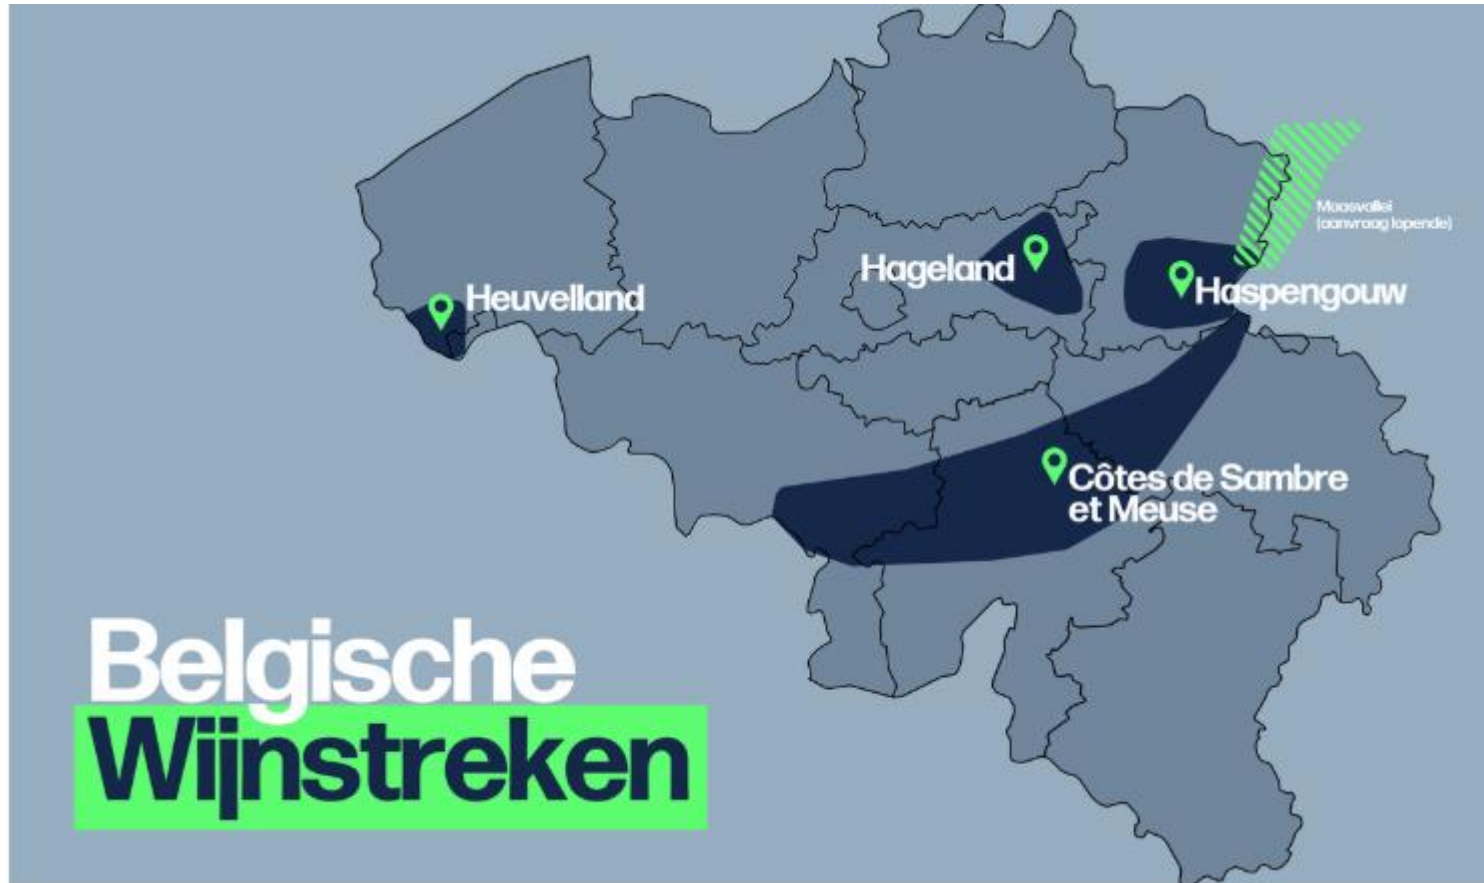 Maasvallei
(aanvraag lopende)
Hageland
Haspengouw
Heuvelland
Côtes de Sambre
et Meuse
Belgische
Wijnstreken